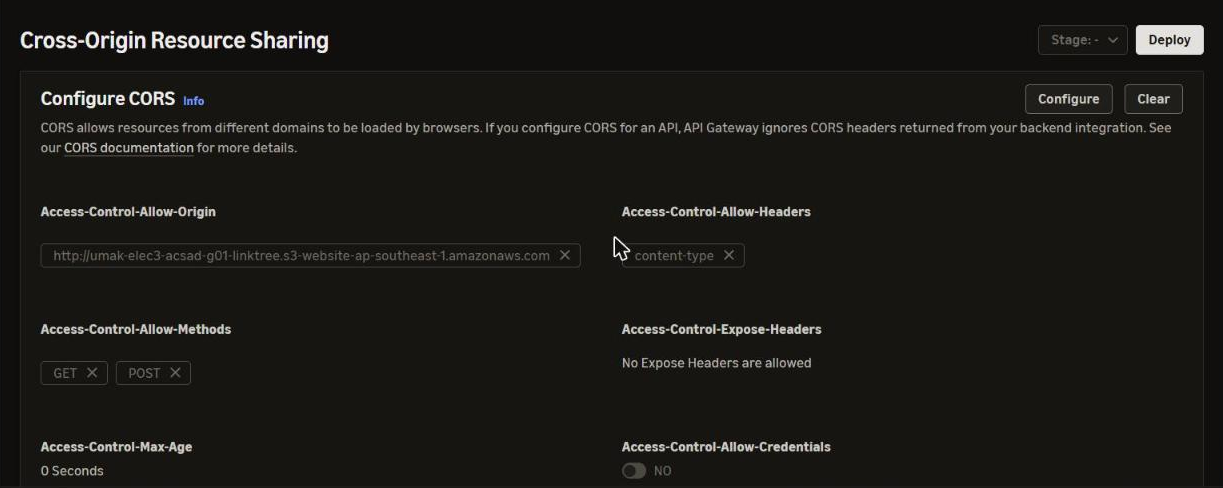 Cross-Origin Resource Sharing
Stage: -
Deploy
Configure CORS Info
Configure
Clear
CORS allows resources from different domains to be loaded by browsers. If you configure CORS for an API, API Gateway ignores CORS headers returned from your backend integration. See
our CORS documentation for more details.
Access-Control-Allow-Origin
Access-Control-Allow-Headers
http://umak-elec3-acsad-g01-linktree.s3-website-ap-southeast-1.amazonaws.com
content-type
Access-Control-Allow-Methods
Access-Control-Expose-Headers
GET
POST
No Expose Headers are allowed
Access-Control-Max-Age
Access-Control-Allow-Credentials
0 Seconds
NO